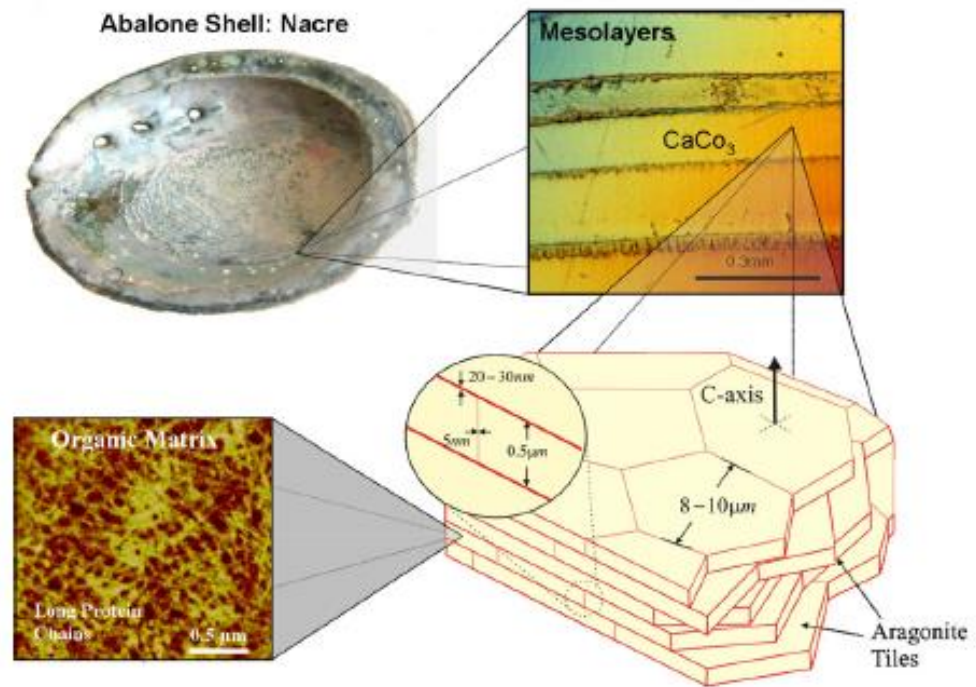 Abalone Shell: Nacre
Mesolayers
CaCo₃
0.3mm
20-30nm
5nm
0.5μm
C-axis
8-10μm
Organic Matrix
Long Protein
Chains
0.5 μm
Aragonite
Tiles